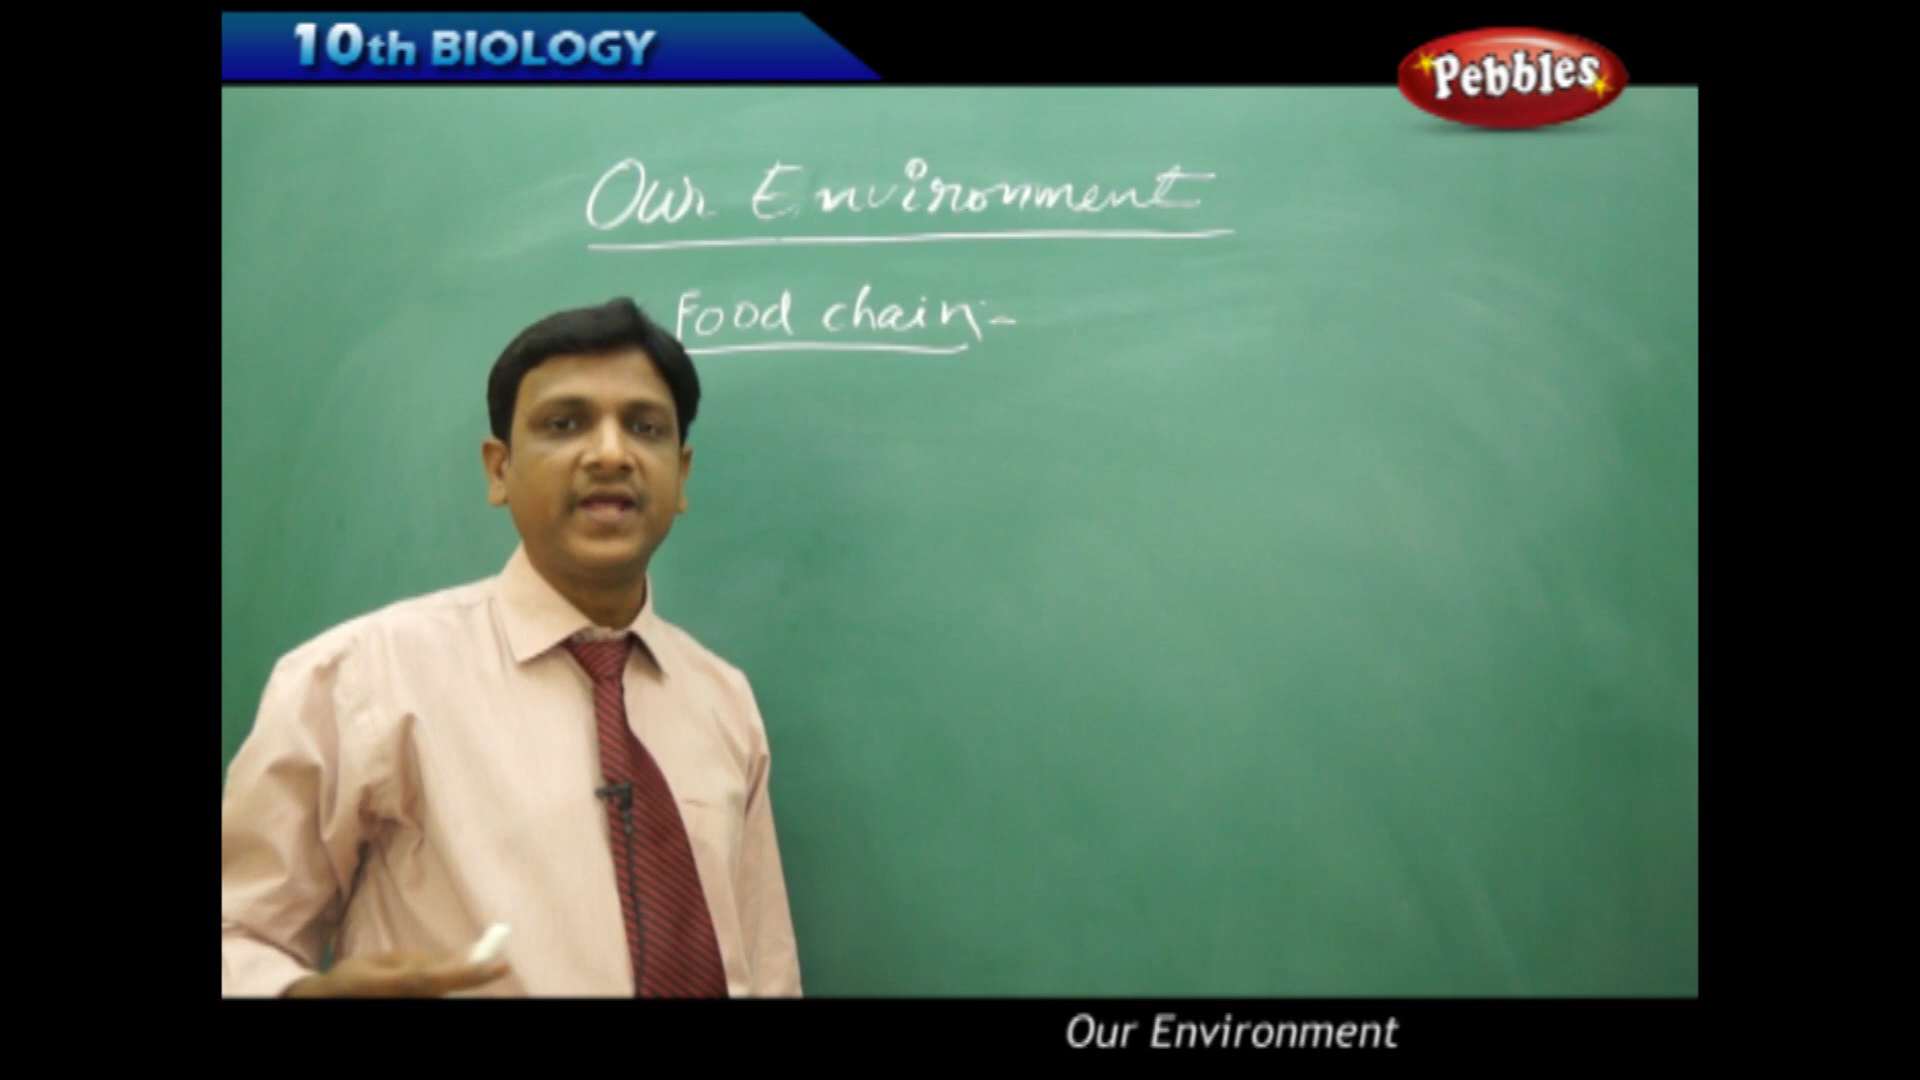 10th BIOLOGY
Pebbles
Our Environment
Food chain:-
Our Environment